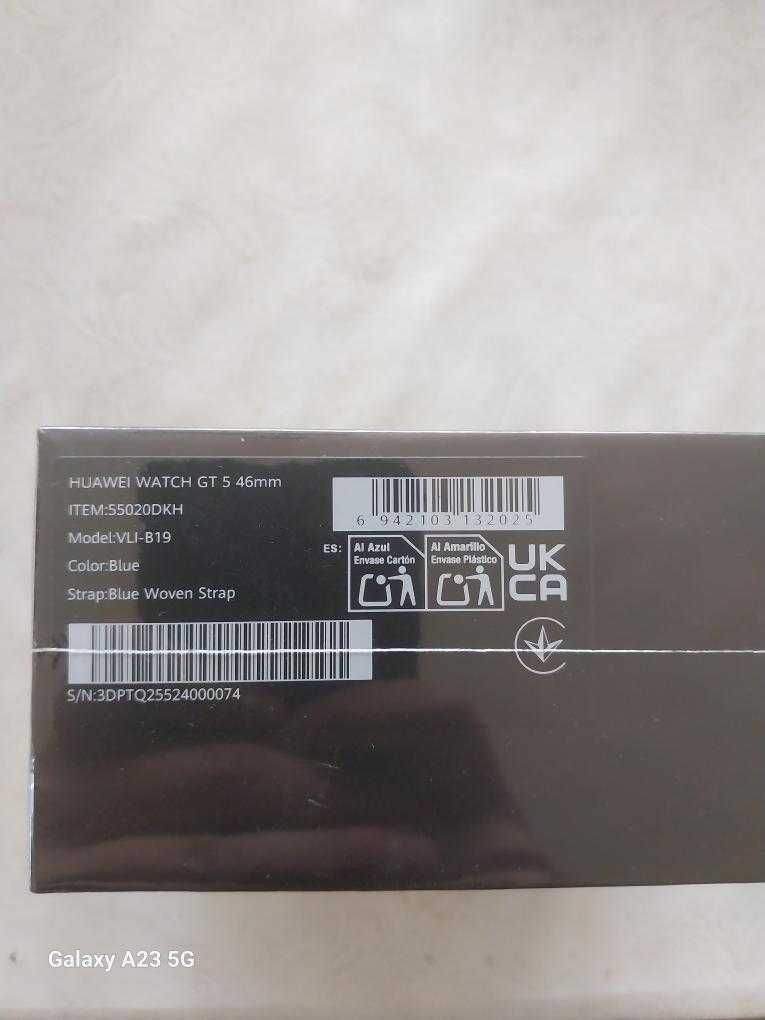 HUAWEI WATCH GT 5 46mm
ITEM:55020DKH
Model:VLI-B19
Color:Blue
Strap:Blue Woven Strap
S/N:3DPTQ25524000074
6 942103 132025
ES:
Al Azul
Envase Cartón
Al Amarillo
Envase Plástico
UK
CA
Galaxy A23 5G